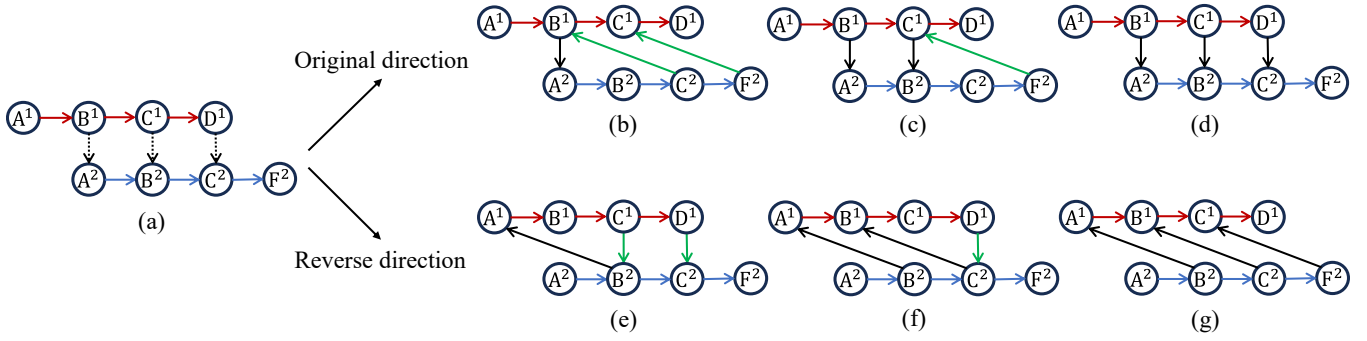 A¹ B¹ C¹ D¹
A² B² C² F²
(a)
Original direction
Reverse direction
A¹ B¹ C¹ D¹
A² B² C² F²
(b)
A¹ B¹ C¹ D¹
A² B² C² F²
(c)
A¹ B¹ C¹ D¹
A² B² C² F²
(d)
A¹ B¹ C¹ D¹
A² B² C² F²
(e)
A¹ B¹ C¹ D¹
A² B² C² F²
(f)
A¹ B¹ C¹ D¹
A² B² C² F²
(g)